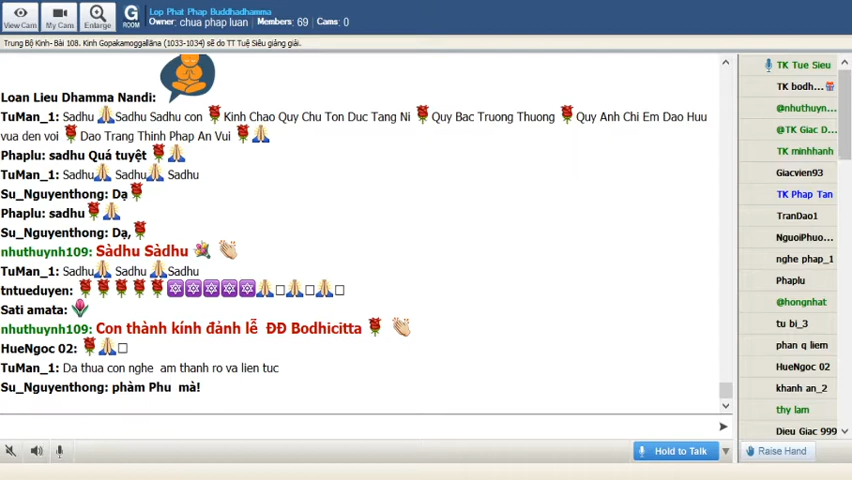 View Cam
My Cam
Enlarge
G
ROOM
Lop Phat Phap Buddhadhamma
Owner: chua phap luan Members: 69 Cams: 0
Trung Bộ Kinh- Bài 108. Kinh Gopakamoggallāna (1033-1034) sẽ do TT Tuệ Siêu giảng giải.
Loan Lieu Dhamma Nandi:
TuMan_1: Sadhu 🙏Sadhu Sadhu con 🌹Kinh Chao Quy Chu Ton Duc Tang Ni 🌹Quy Bac Truong Thuong 🌹Quy Anh Chi Em Dao Huu
vua den voi 🌹Dao Trang Thinh Phap An Vui 🌹🙏
Phaplu: sadhu Quá tuyệt 🌹🙏
TuMan_1: Sadhu🙏 Sadhu🙏 Sadhu
Su_Nguyenthong: Dạ🌹
Phaplu: sadhu🌹🙏
Su_Nguyenthong: Dạ,🌹
nhuthuynh109: Sàdhu Sàdhu 💐 👏
TuMan_1: Sadhu🙏 Sadhu 🙏Sadhu
tntueduyen: 🌹🌹🌹🌹🌹🔯🔯🔯🔯🔯🙏□🙏□🙏□
Sati amata: 🌷
nhuthuynh109: Con thành kính đảnh lễ ĐĐ Bodhicitta 🌹 👏
HueNgoc 02: 🌹🙏□
TuMan_1: Da thua con nghe am thanh ro va lien tuc
Su_Nguyenthong: phàm Phu mà!
TK Tue Sieu
TK bodh...
@nhuthuyn...
@TK Giac D...
TK minhhanh
Giacvien93
TK Phap Tan
TranDao1
NguoiPhuo...
nghe phap_1
Phaplu
@hongnhat
tu bi_3
phan q liem
HueNgoc 02
khanh an_2
thy lam
Dieu Giac 999
Hold to Talk
Raise Hand